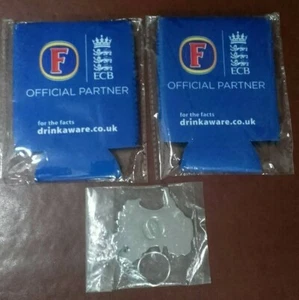 F
ECB
OFFICIAL PARTNER
for the facts
drinkaware.co.uk
F
ECB
OFFICIAL PARTNER
for the facts
drinkaware.co.uk